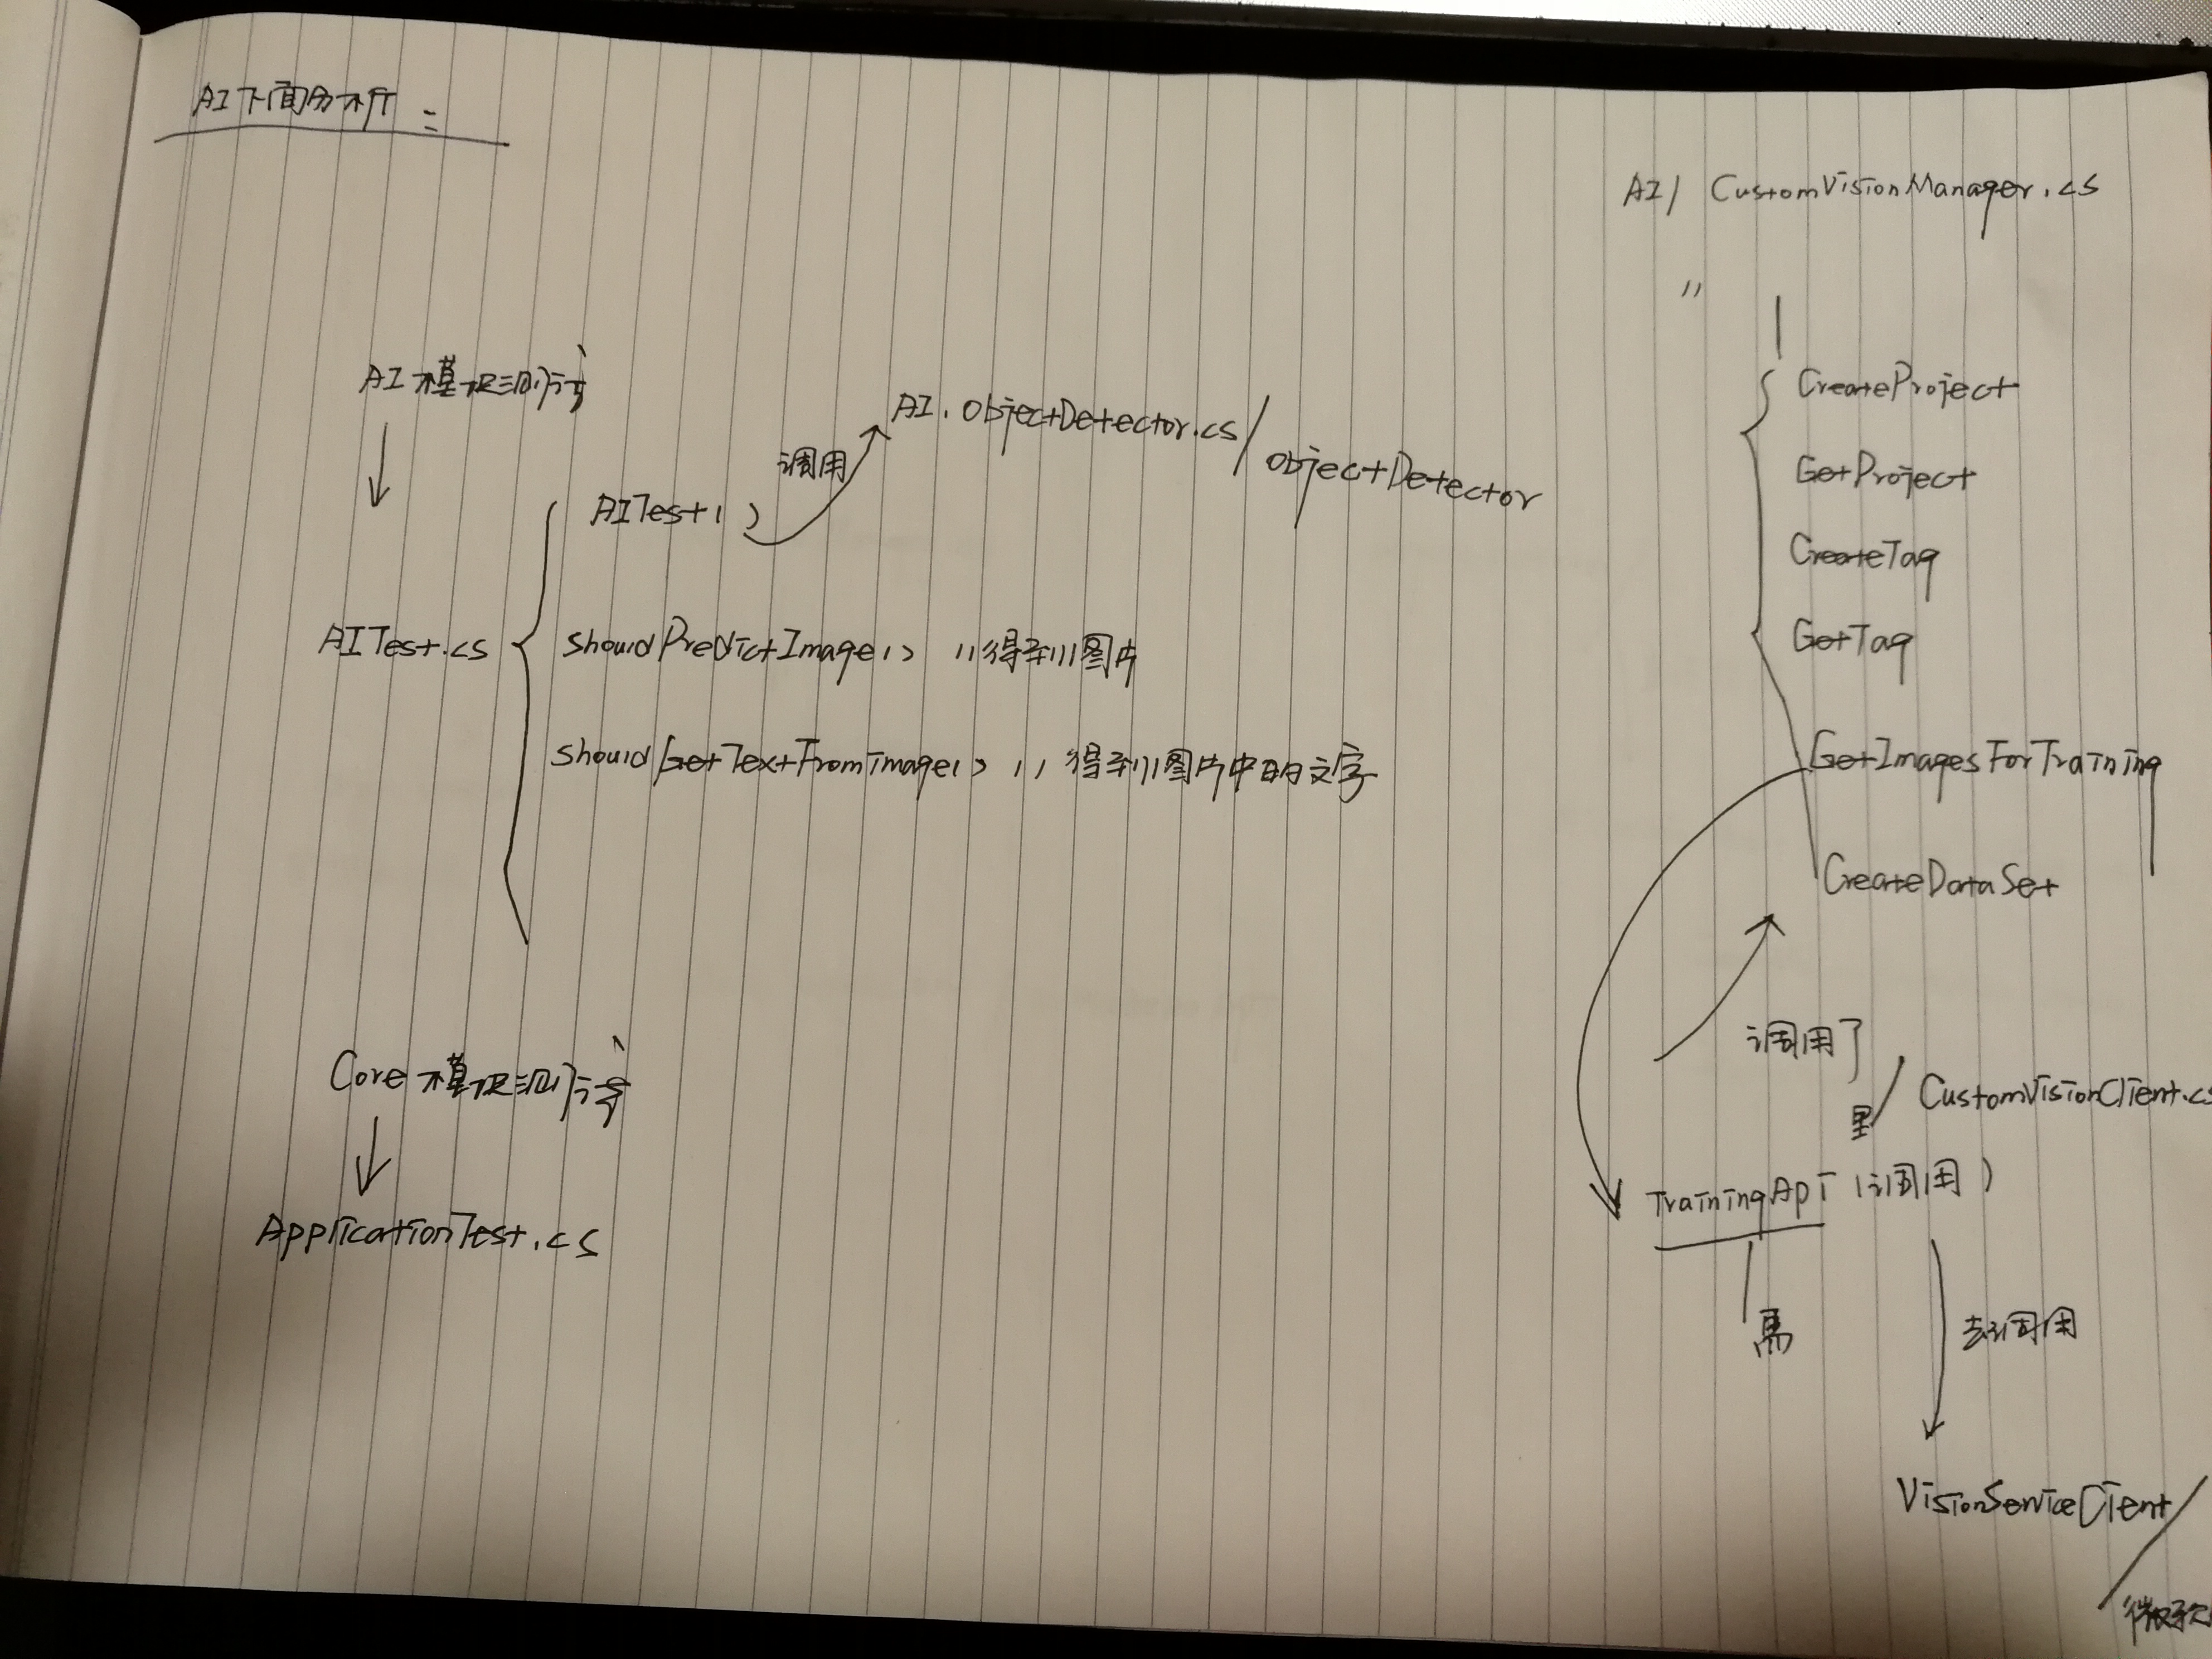 AI下面分析：
AI模块测试
调用
AI.ObjectDetector.cs/
ObjectDetector
AITest()
AITest.cs
ShouldPredictImage() //得到图片
Should/GetTextFromimage() // 得到图片中的文字
Core模块测试
ApplicationTest.cs
AI/ CustomVisionManager.cs
〃
CreateProject
GetProject
CreateTag
GetTag
GetImagesForTraining
CreateDataSet
调用了
里/ CustomVisionClient.cs
TrainingApi (调用)
去调用
VisionServiceClient/
微软